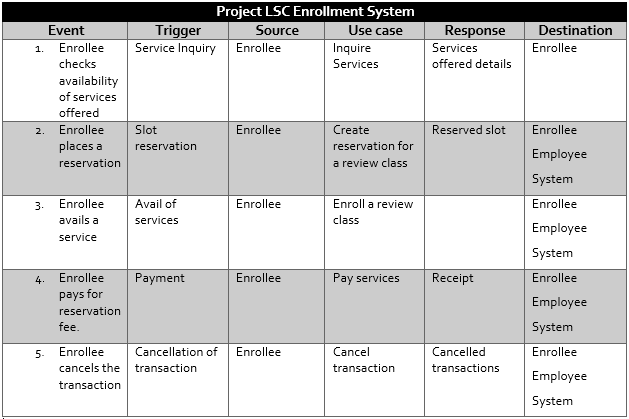 Project LSC Enrollment System
Event Trigger Source Use case Response Destination
1. Enrollee checks availability of services offered
Service Inquiry
Enrollee
Inquire Services
Services offered details
Enrollee
2. Enrollee places a reservation
Slot reservation
Enrollee
Create reservation for a review class
Reserved slot
Enrollee
Employee
System
3. Enrollee avails a service
Avail of services
Enrollee
Enroll a review class
Enrollee
Employee
System
4. Enrollee pays for reservation fee.
Payment
Enrollee
Pay services
Receipt
Enrollee
Employee
System
5. Enrollee cancels the transaction
Cancellation of transaction
Enrollee
Cancel transaction
Cancelled transactions
Enrollee
Employee
System